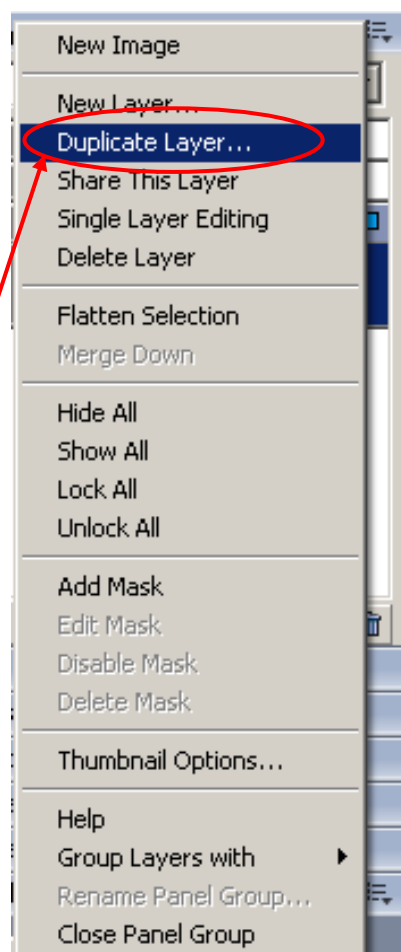 New Image
New Layer...
Duplicate Layer...
Share This Layer
Single Layer Editing
Delete Layer
Flatten Selection
Merge Down
Hide All
Show All
Lock All
Unlock All
Add Mask
Edit Mask
Disable Mask
Delete Mask
Thumbnail Options...
Help
Group Layers with
Rename Panel Group...
Close Panel Group